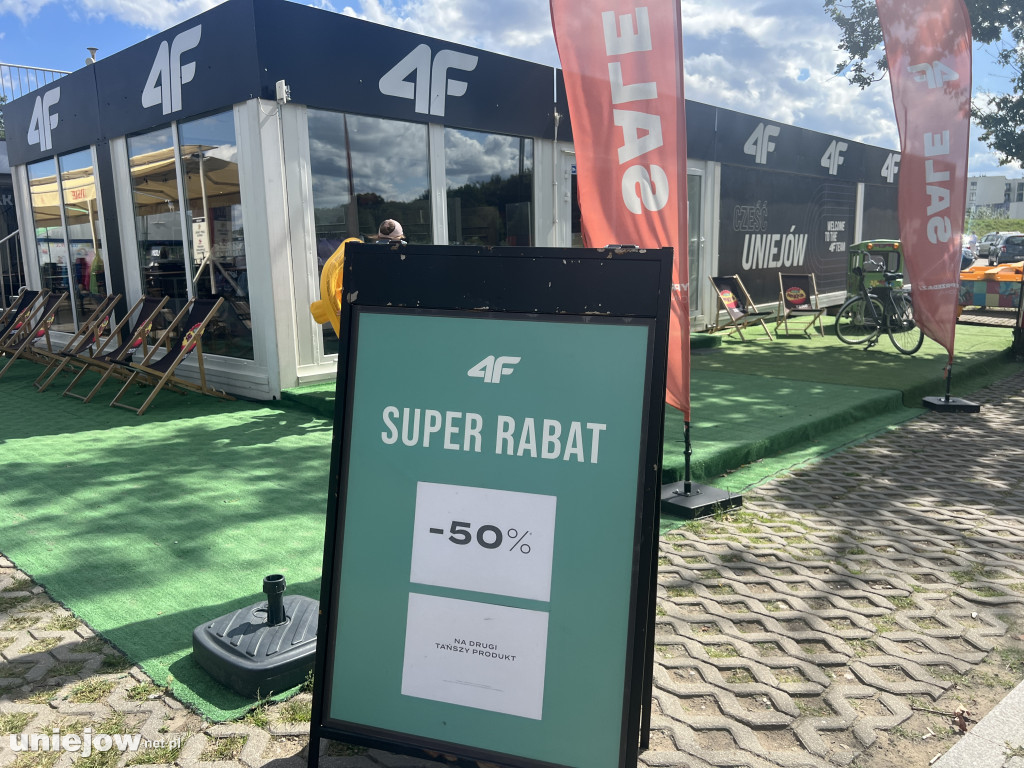 4F
4F
4F
SALE
4F
SALE
4F
4F
4F
CZEŚĆ
UNIEJÓW
WELCOME
TO THE
4F TEAM
4F
SUPER RABAT
-50%
NA DRUGI
TAŃSZY PRODUKT
uniejow.net.pl